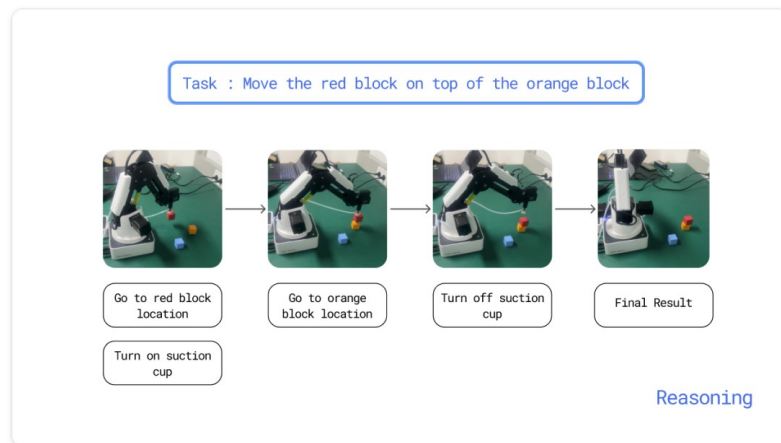 Task : Move the red block on top of the orange block
Go to red block
location
Go to orange
block location
Turn off suction
cup
Final Result
Turn on suction
cup
Reasoning